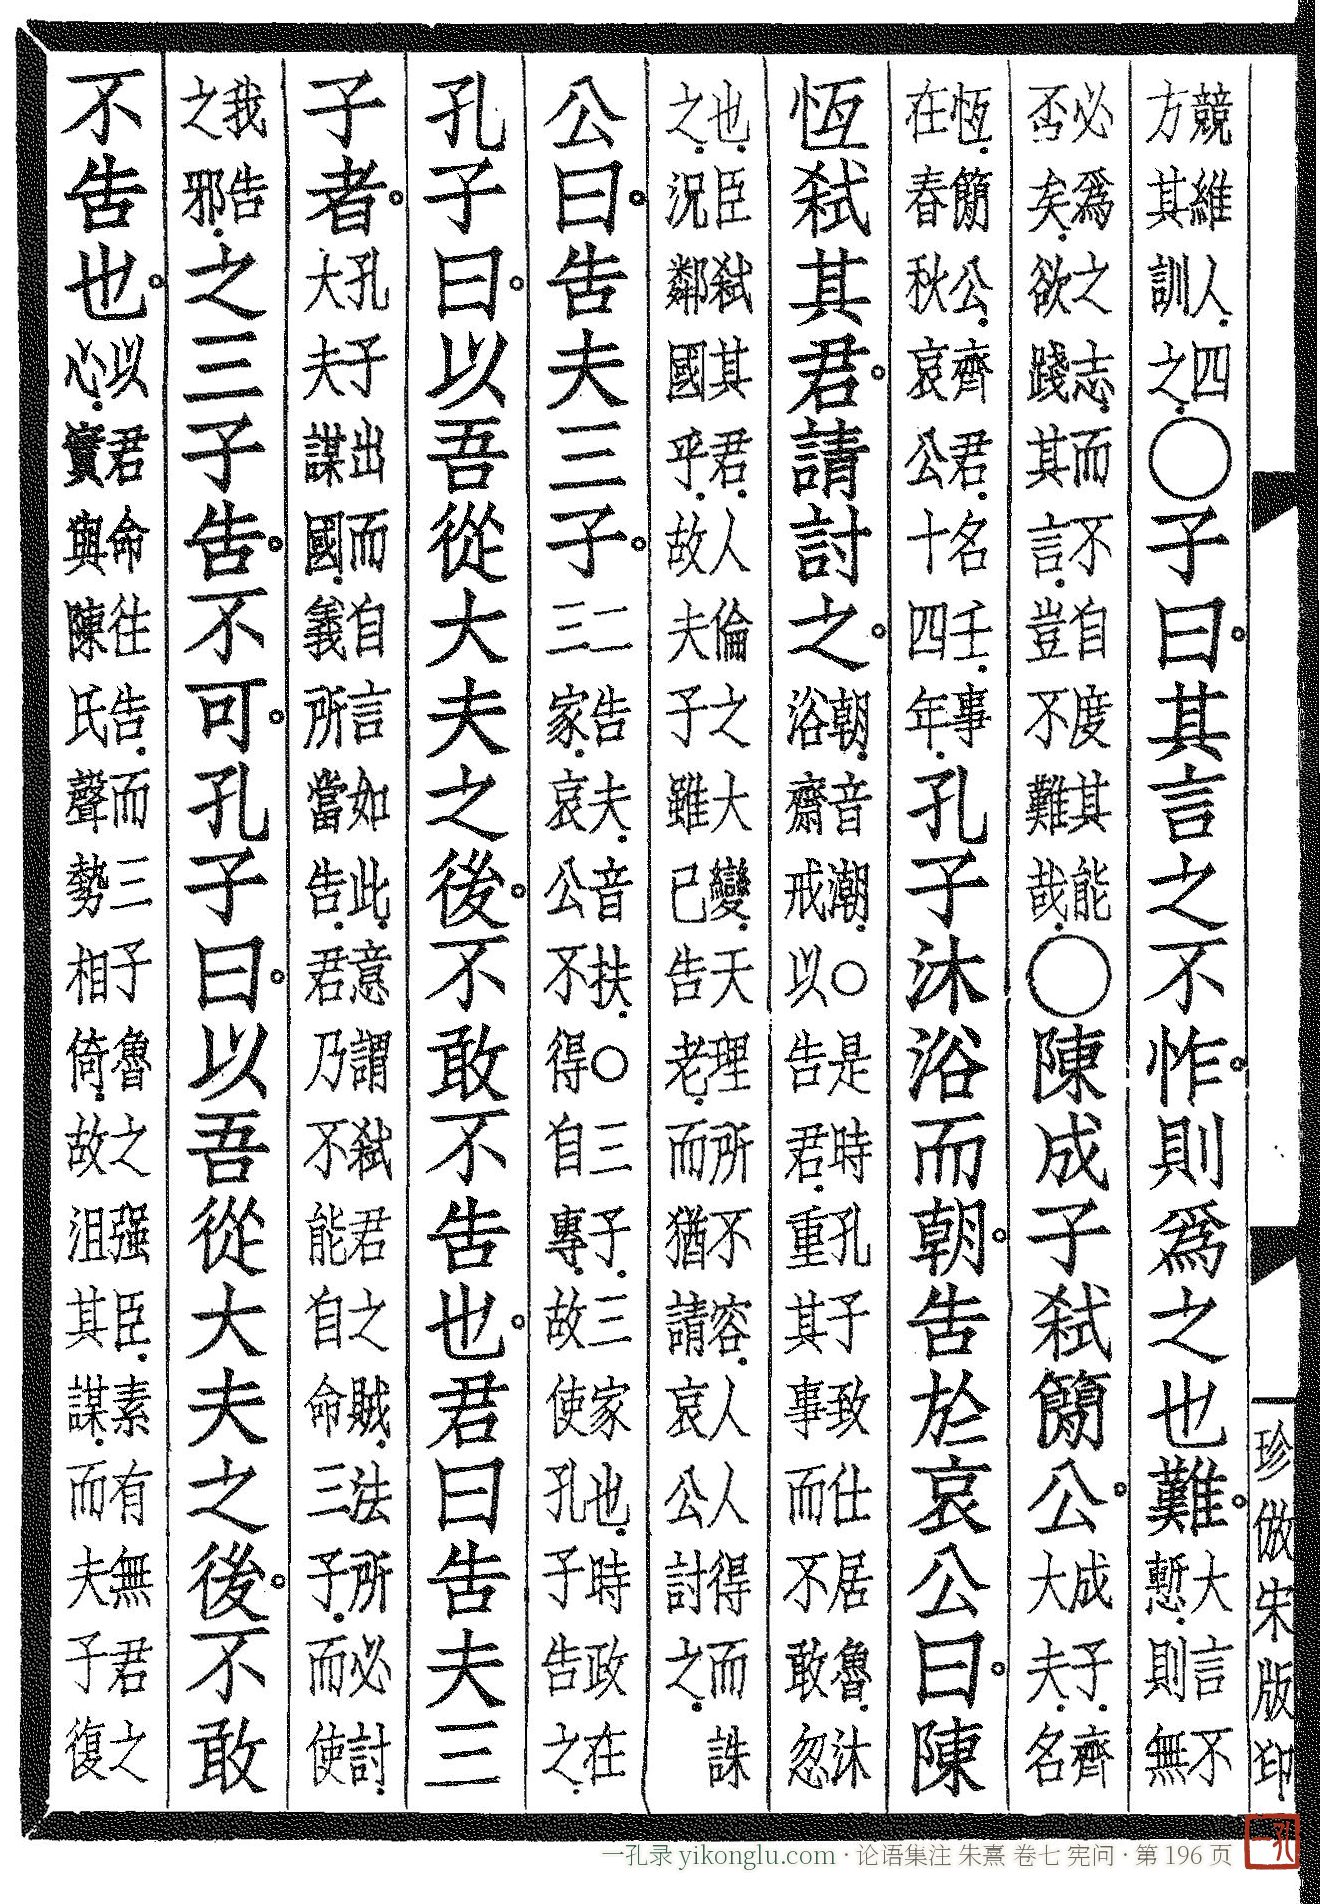 競維人。四方其訓之。○子曰。其言之不怍。則爲之也難。大言不慙。則無
必爲之志。而不自度其能否矣。欲踐其言。豈不難哉。○陳成子弑簡公。成子。齊大夫。名
恆。簡公。齊君。名壬。事在春秋哀公十四年。孔子沐浴而朝。告於哀公曰。陳
恆弑其君。請討之。朝。音潮。○是時孔子致仕居魯。沐浴齋戒以告君。重其事而不敢忽
也。臣弑其君。人倫之大變。天理所不容。人人得而誅之。況鄰國乎。故夫子雖已告老。而猶請哀公討之。
公曰。告夫三子。二告夫。音扶。○三子。三家也。時政在三家。哀公不得自專。故使孔子告之。
孔子曰。以吾從大夫之後。不敢不告也。君曰告夫三
子者。孔子出而自言如此。意謂弑君之賊。法所必討。大夫謀國。義所當告。君乃不能自命三子。而使
我告之邪。之三子告。不可。孔子曰。以吾從大夫之後。不敢
不告也。以君命往告。而三子魯之强臣。素有無君之心。實與陳氏聲勢相倚。故沮其謀。而夫子復
珍倣宋版印
一孔录 yikonglu.com · 论语集注 朱熹 卷七 宪问 · 第 196 页
一孔